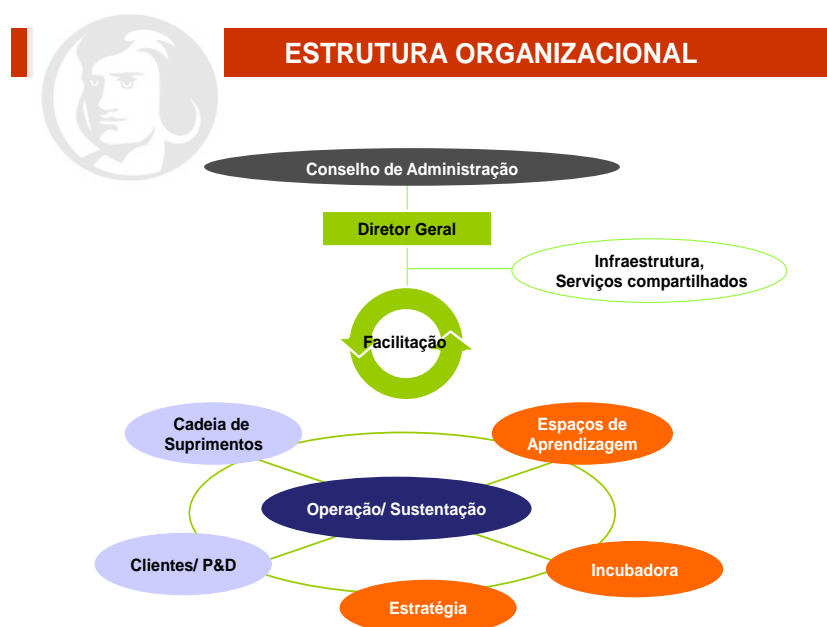 ESTRUTURA ORGANIZACIONAL
Conselho de Administração
Diretor Geral
Infraestrutura,
Serviços compartilhados
Facilitação
Cadeia de
Suprimentos
Espaços de
Aprendizagem
Operação/ Sustentação
Clientes/ P&D
Incubadora
Estratégia